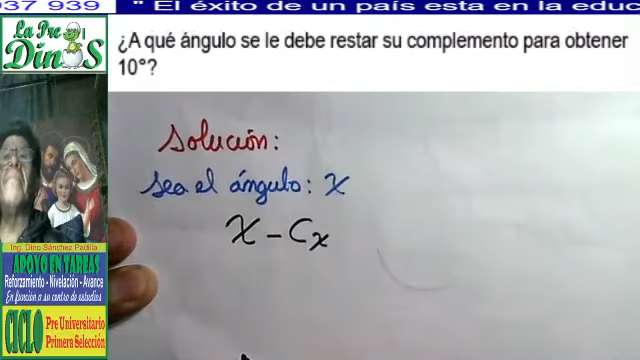 937 939 " El éxito de un país esta en la educ
La Pre
DinoS
¿A qué ángulo se le debe restar su complemento para obtener
10°?
Solución:
sea el ángulo: x
x - Cx
Ing. Dino Sánchez Padilla
APOYO EN TAREAS
Reforzamiento - Nivelación - Avance
En función a su centro de estudios
CICLO
Pre Universitario
Primera Selección